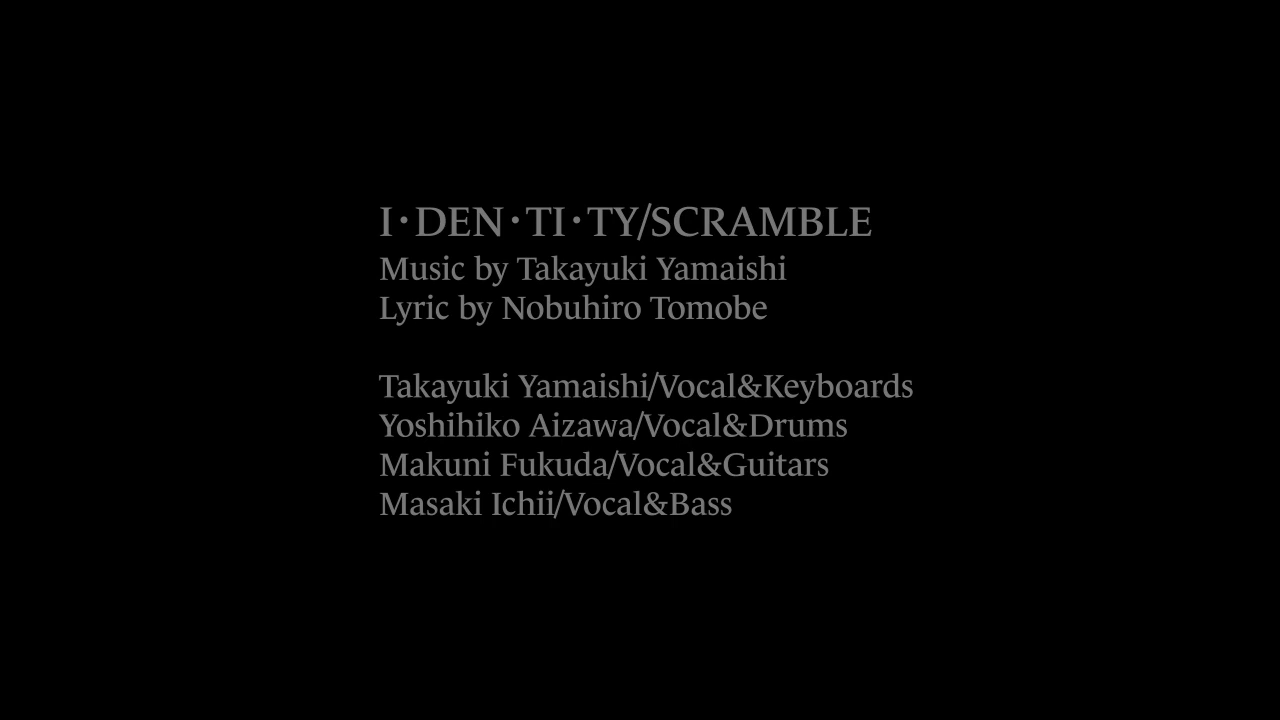 I・DEN・TI・TY/SCRAMBLE
Music by Takayuki Yamaishi
Lyric by Nobuhiro Tomobe
Takayuki Yamaishi/Vocal&Keyboards
Yoshihiko Aizawa/Vocal&Drums
Makuni Fukuda/Vocal&Guitars
Masaki Ichii/Vocal&Bass